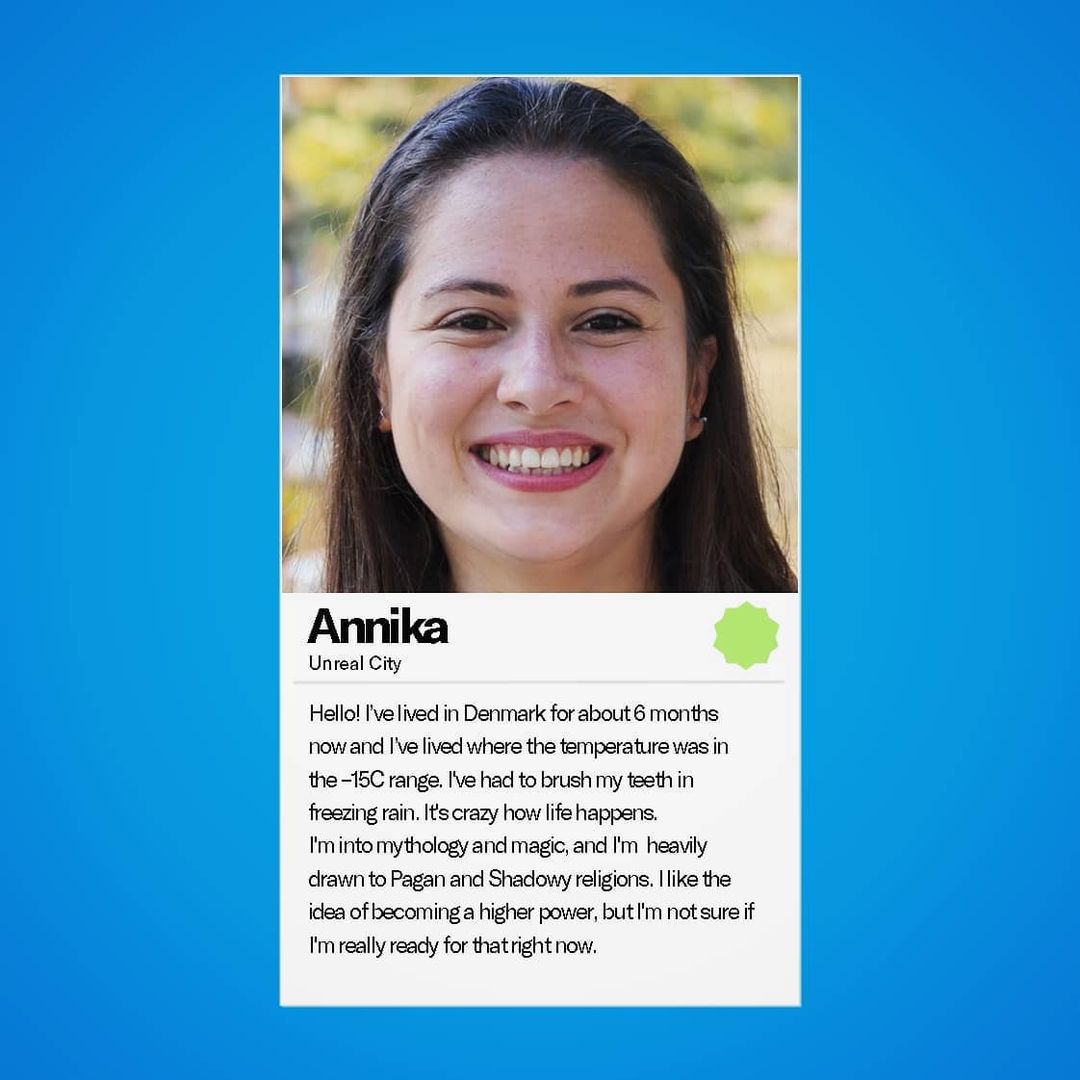 Annika
Unreal City
Hello! I've lived in Denmark for about 6 months
now and I've lived where the temperature was in
the –15C range. I've had to brush my teeth in
freezing rain. It's crazy how life happens.
I'm into mythology and magic, and I'm heavily
drawn to Pagan and Shadowy religions. I like the
idea of becoming a higher power, but I'm not sure if
I'm really ready for that right now.